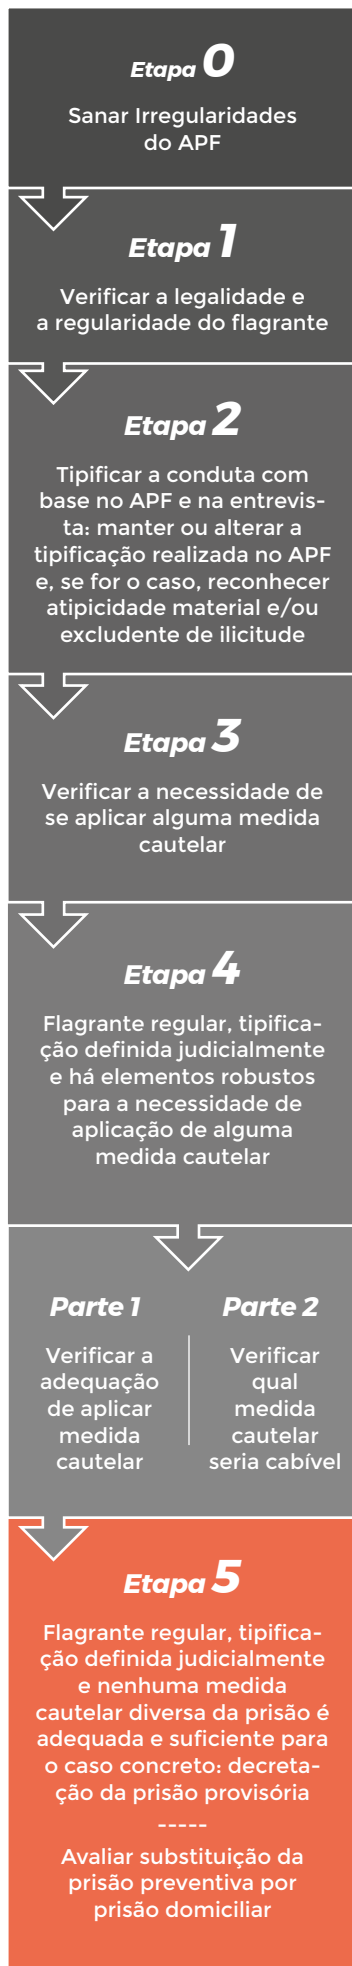 Etapa 0
Sanar Irregularidades
do APF
Etapa 1
Verificar a legalidade e
a regularidade do flagrante
Etapa 2
Tipificar a conduta com
base no APF e na entrevis-
ta: manter ou alterar a
tipificação realizada no APF
e, se for o caso, reconhecer
atipicidade material e/ou
excludente de ilicitude
Etapa 3
Verificar a necessidade de
se aplicar alguma medida
cautelar
Etapa 4
Flagrante regular, tipifica-
ção definida judicialmente
e há elementos robustos
para a necessidade de
aplicação de alguma
medida cautelar
Parte 1
Verificar a
adequação
de aplicar
medida
cautelar
Parte 2
Verificar
qual
medida
cautelar
seria cabível
Etapa 5
Flagrante regular, tipifica-
ção definida judicialmente
e nenhuma medida
cautelar diversa da prisão é
adequada e suficiente para
o caso concreto: decreta-
ção da prisão provisória
-----
Avaliar substituição da
prisão preventiva por
prisão domiciliar